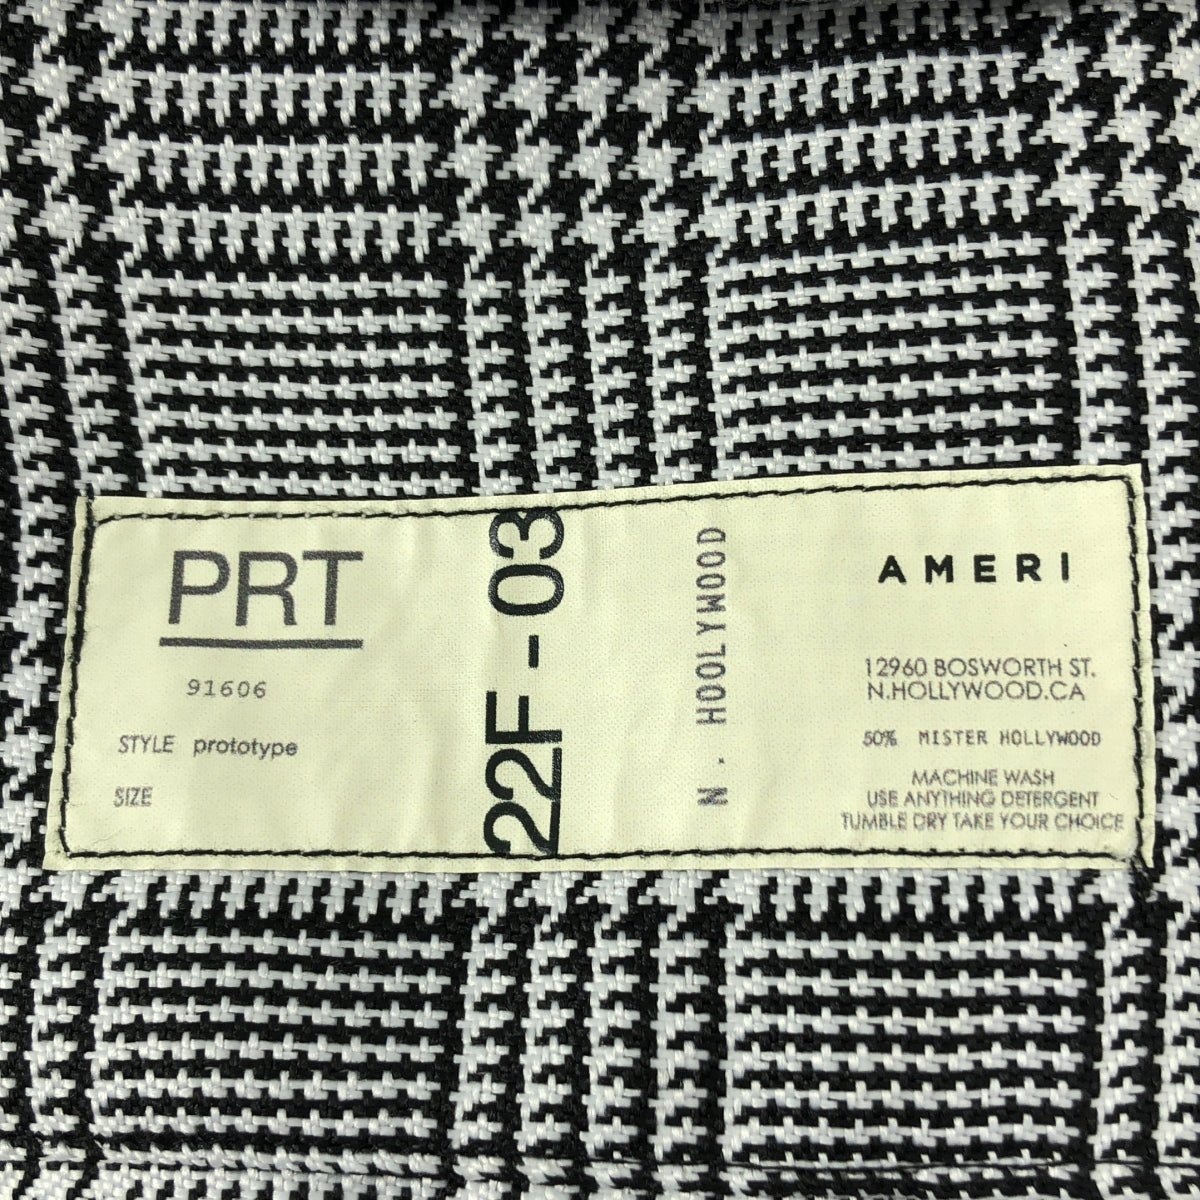 PRT
91606
STYLE prototype
SIZE
22F-03
N. HOOLYWOOD
AMERI
12960 BOSWORTH ST.
N.HOLLYWOOD.CA
50% MISTER HOLLYWOOD
MACHINE WASH
USE ANYTHING DETERGENT
TUMBLE DRY TAKE YOUR CHOICE